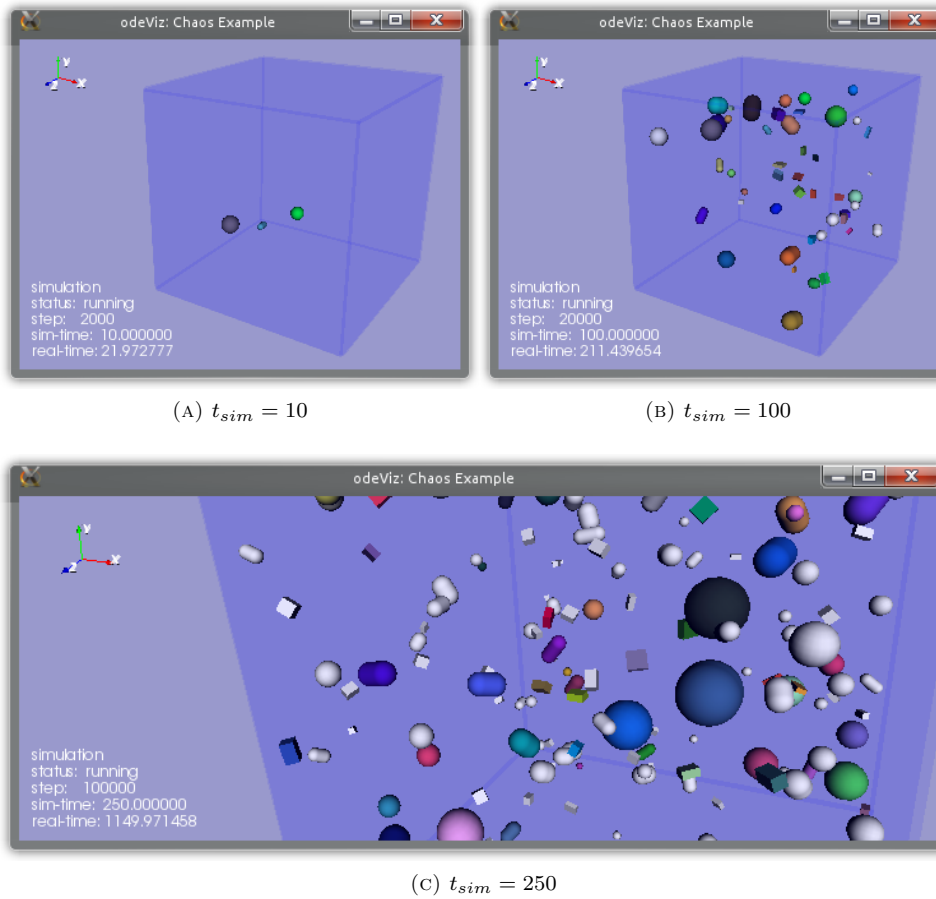 odeViz: Chaos Example
y
x
z
simulation
status: running
step: 2000
sim-time: 10.000000
real-time: 21.972777
(A) t_sim = 10
odeViz: Chaos Example
y
x
z
simulation
status: running
step: 20000
sim-time: 100.000000
real-time: 211.439654
(B) t_sim = 100
odeViz: Chaos Example
y
x
z
simulation
status: running
step: 100000
sim-time: 250.000000
real-time: 1149.971458
(C) t_sim = 250